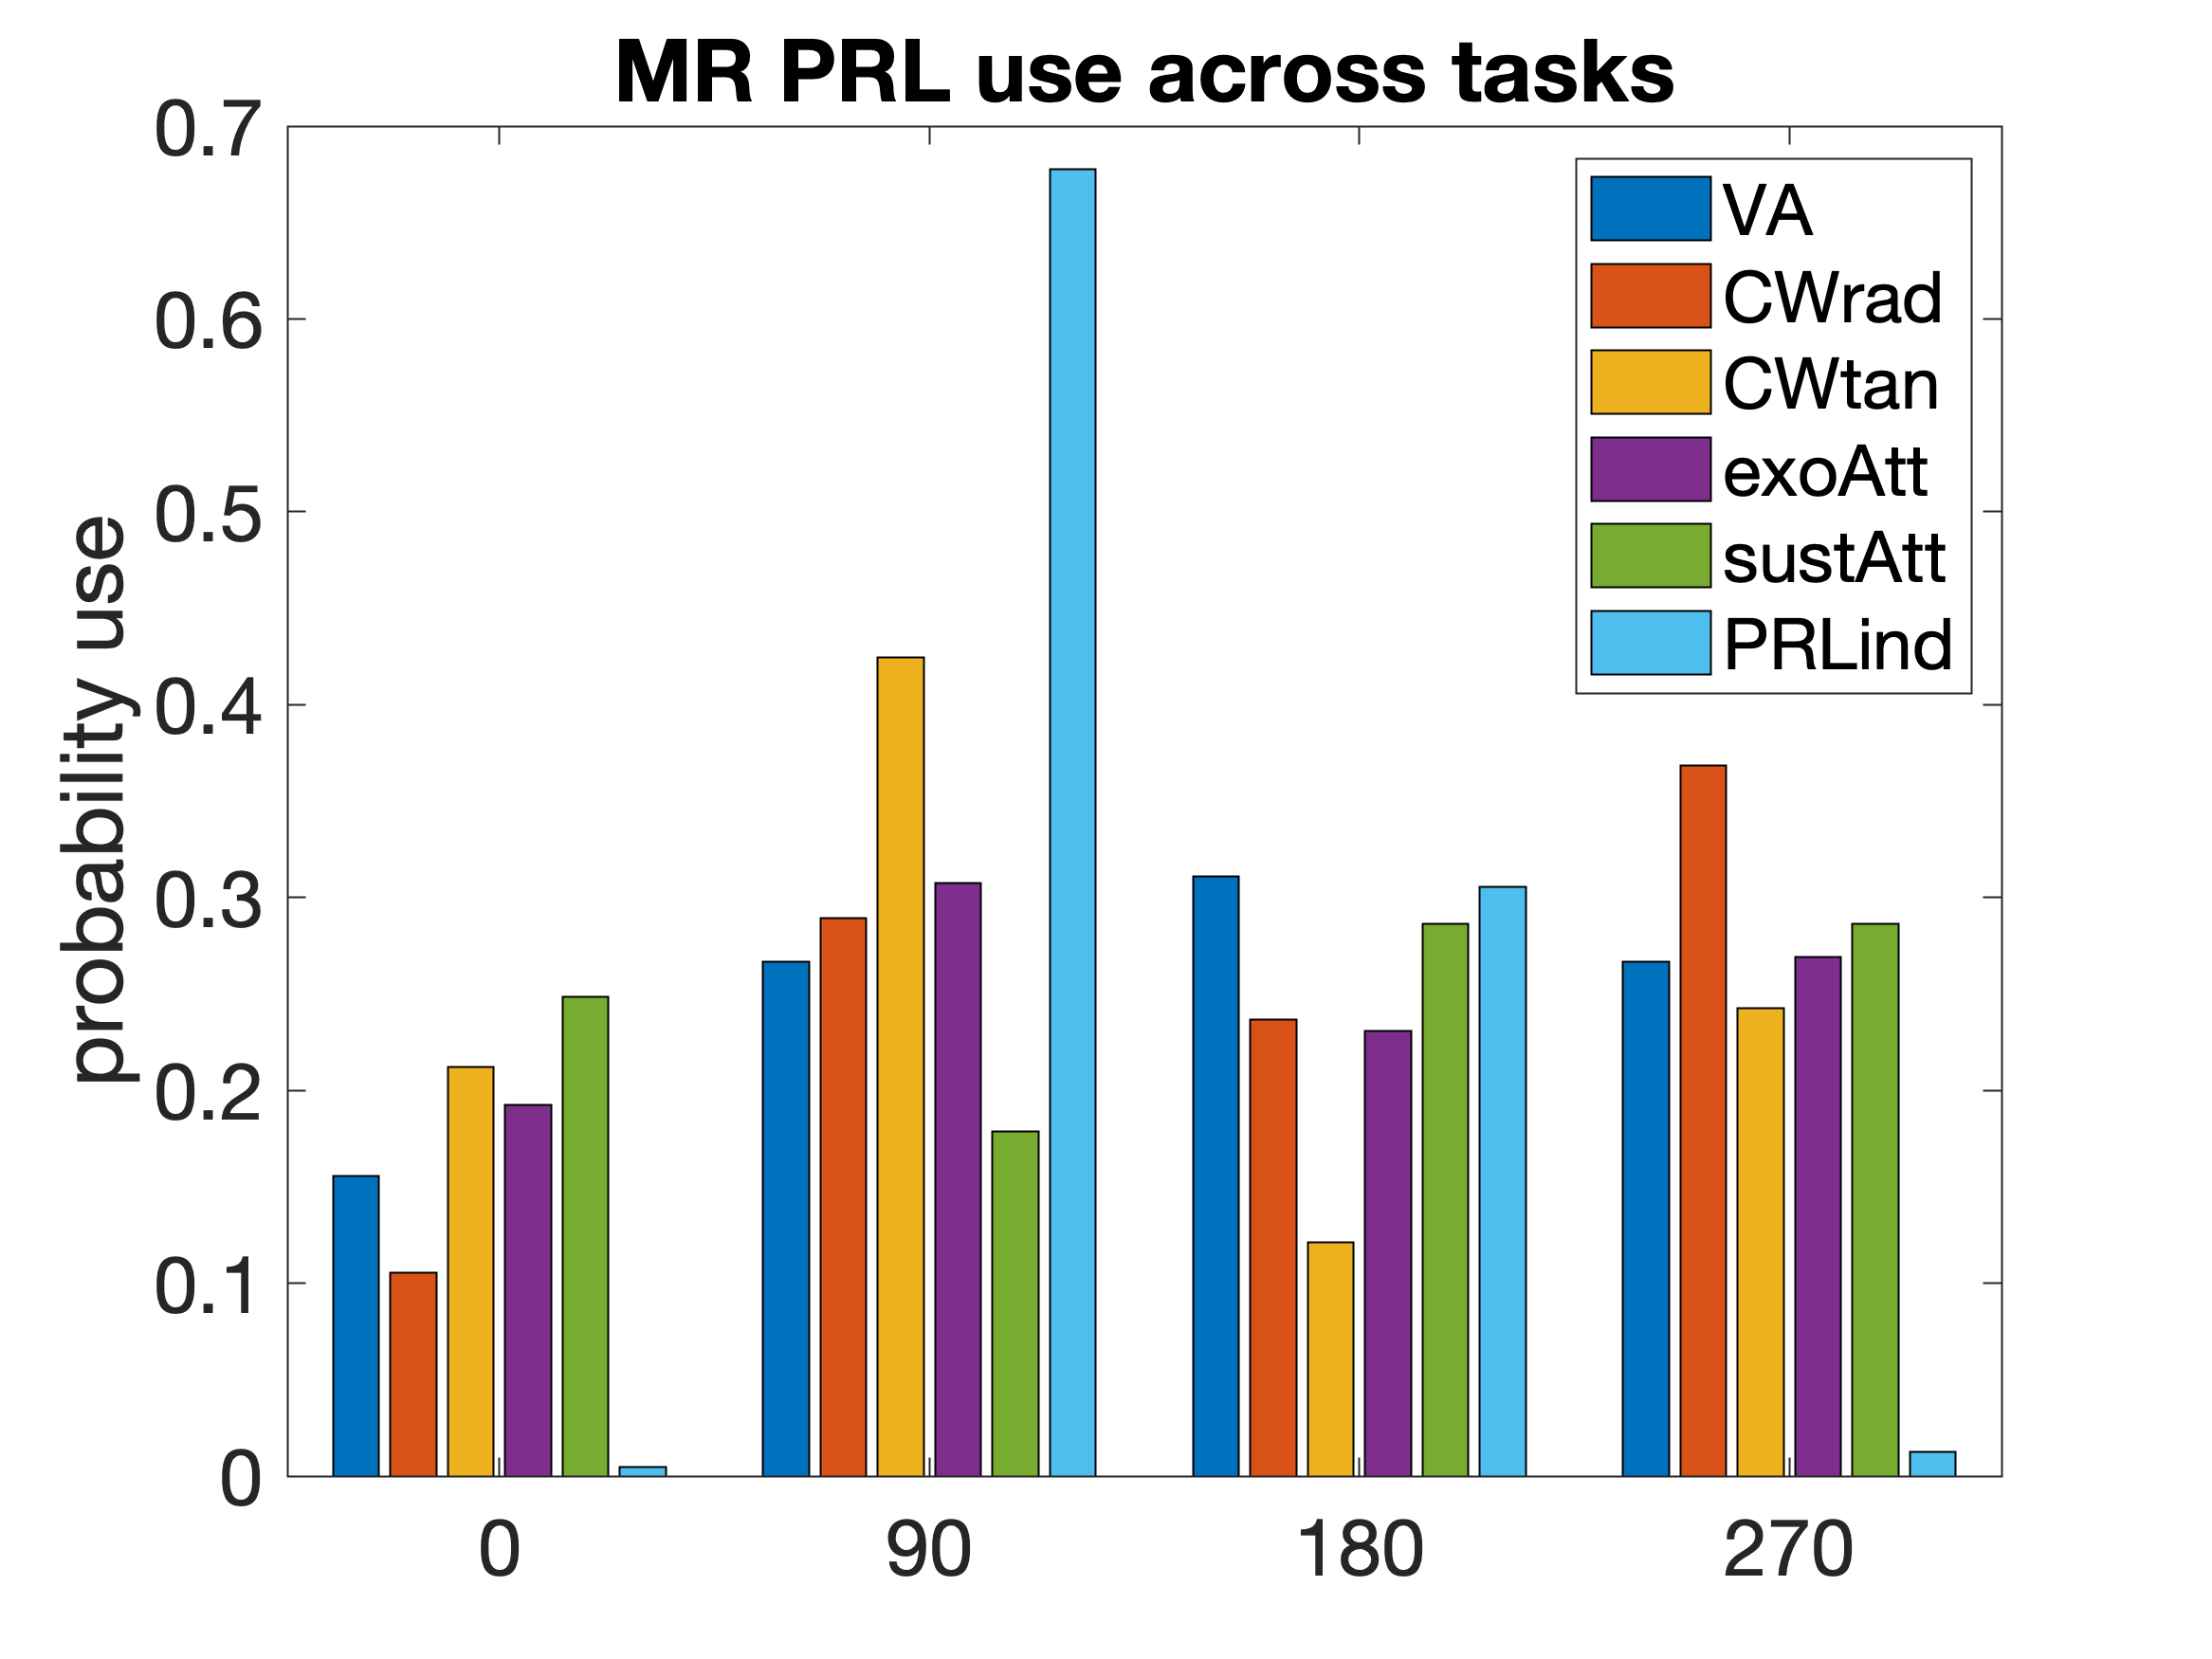 MR PRL use across tasks
0.7
0.6
0.5
0.4
0.3
0.2
0.1
0
probability use
0 90 180 270
VA
CWrad
CWtan
exoAtt
sustAtt
PRLind